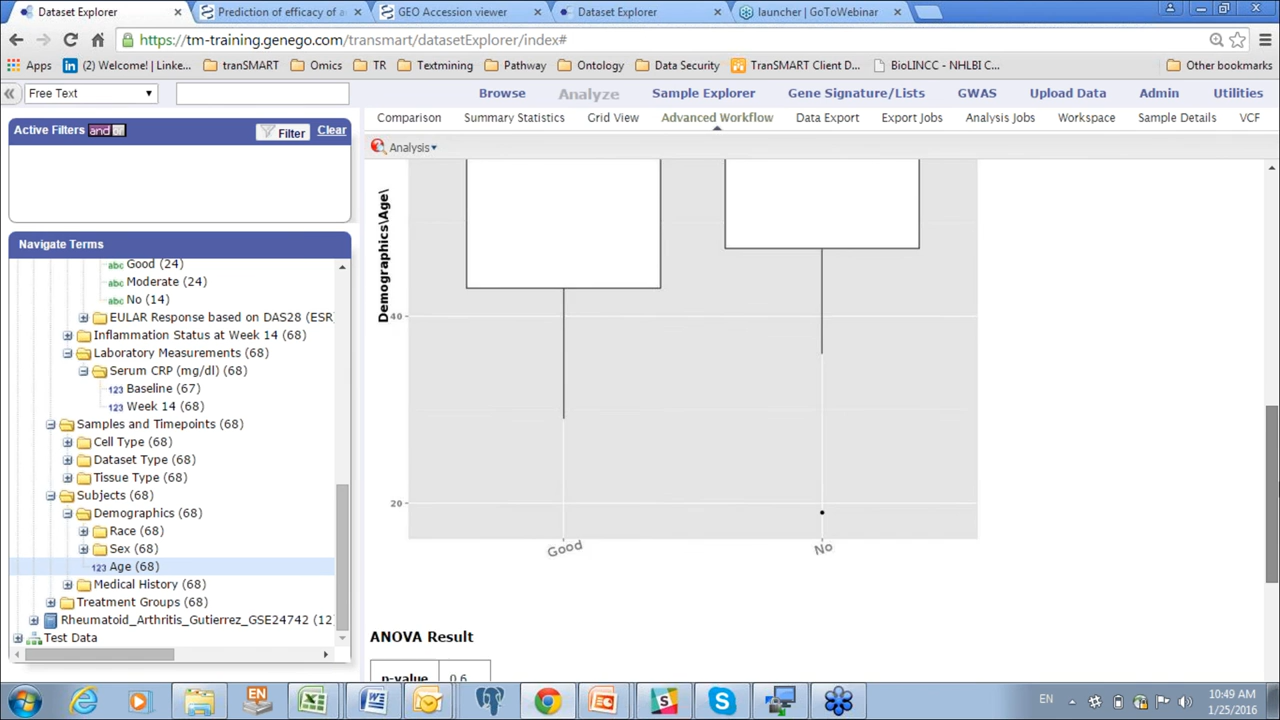 Dataset Explorer
Prediction of efficacy of a
GEO Accession viewer
Dataset Explorer
launcher | GoToWebinar
https://tm-training.genego.com/transmart/datasetExplorer/index#
Apps
(2) Welcome! | Linke...
tranSMART
Omics
TR
Textmining
Pathway
Ontology
Data Security
TranSMART Client D...
BioLINCC - NHLBI C...
Other bookmarks
Free Text
Browse
Analyze
Sample Explorer
Gene Signature/Lists
GWAS
Upload Data
Admin
Utilities
Active Filters and or
Filter
Clear
Comparison
Summary Statistics
Grid View
Advanced Workflow
Data Export
Export Jobs
Analysis Jobs
Workspace
Sample Details
VCF
Analysis
Navigate Terms
abc Good (24)
abc Moderate (24)
abc No (14)
EULAR Response based on DAS28 (ESR
Inflammation Status at Week 14 (68)
Laboratory Measurements (68)
Serum CRP (mg/dl) (68)
123 Baseline (67)
123 Week 14 (68)
Samples and Timepoints (68)
Cell Type (68)
Dataset Type (68)
Tissue Type (68)
Subjects (68)
Demographics (68)
Race (68)
Sex (68)
123 Age (68)
Medical History (68)
Treatment Groups (68)
Rheumatoid_Arthritis_Gutierrez_GSE24742 (12
Test Data
Demographics\Age\
40
20
Good
No
ANOVA Result
p-value
0.6
EN
EN
10:49 AM
1/25/2016